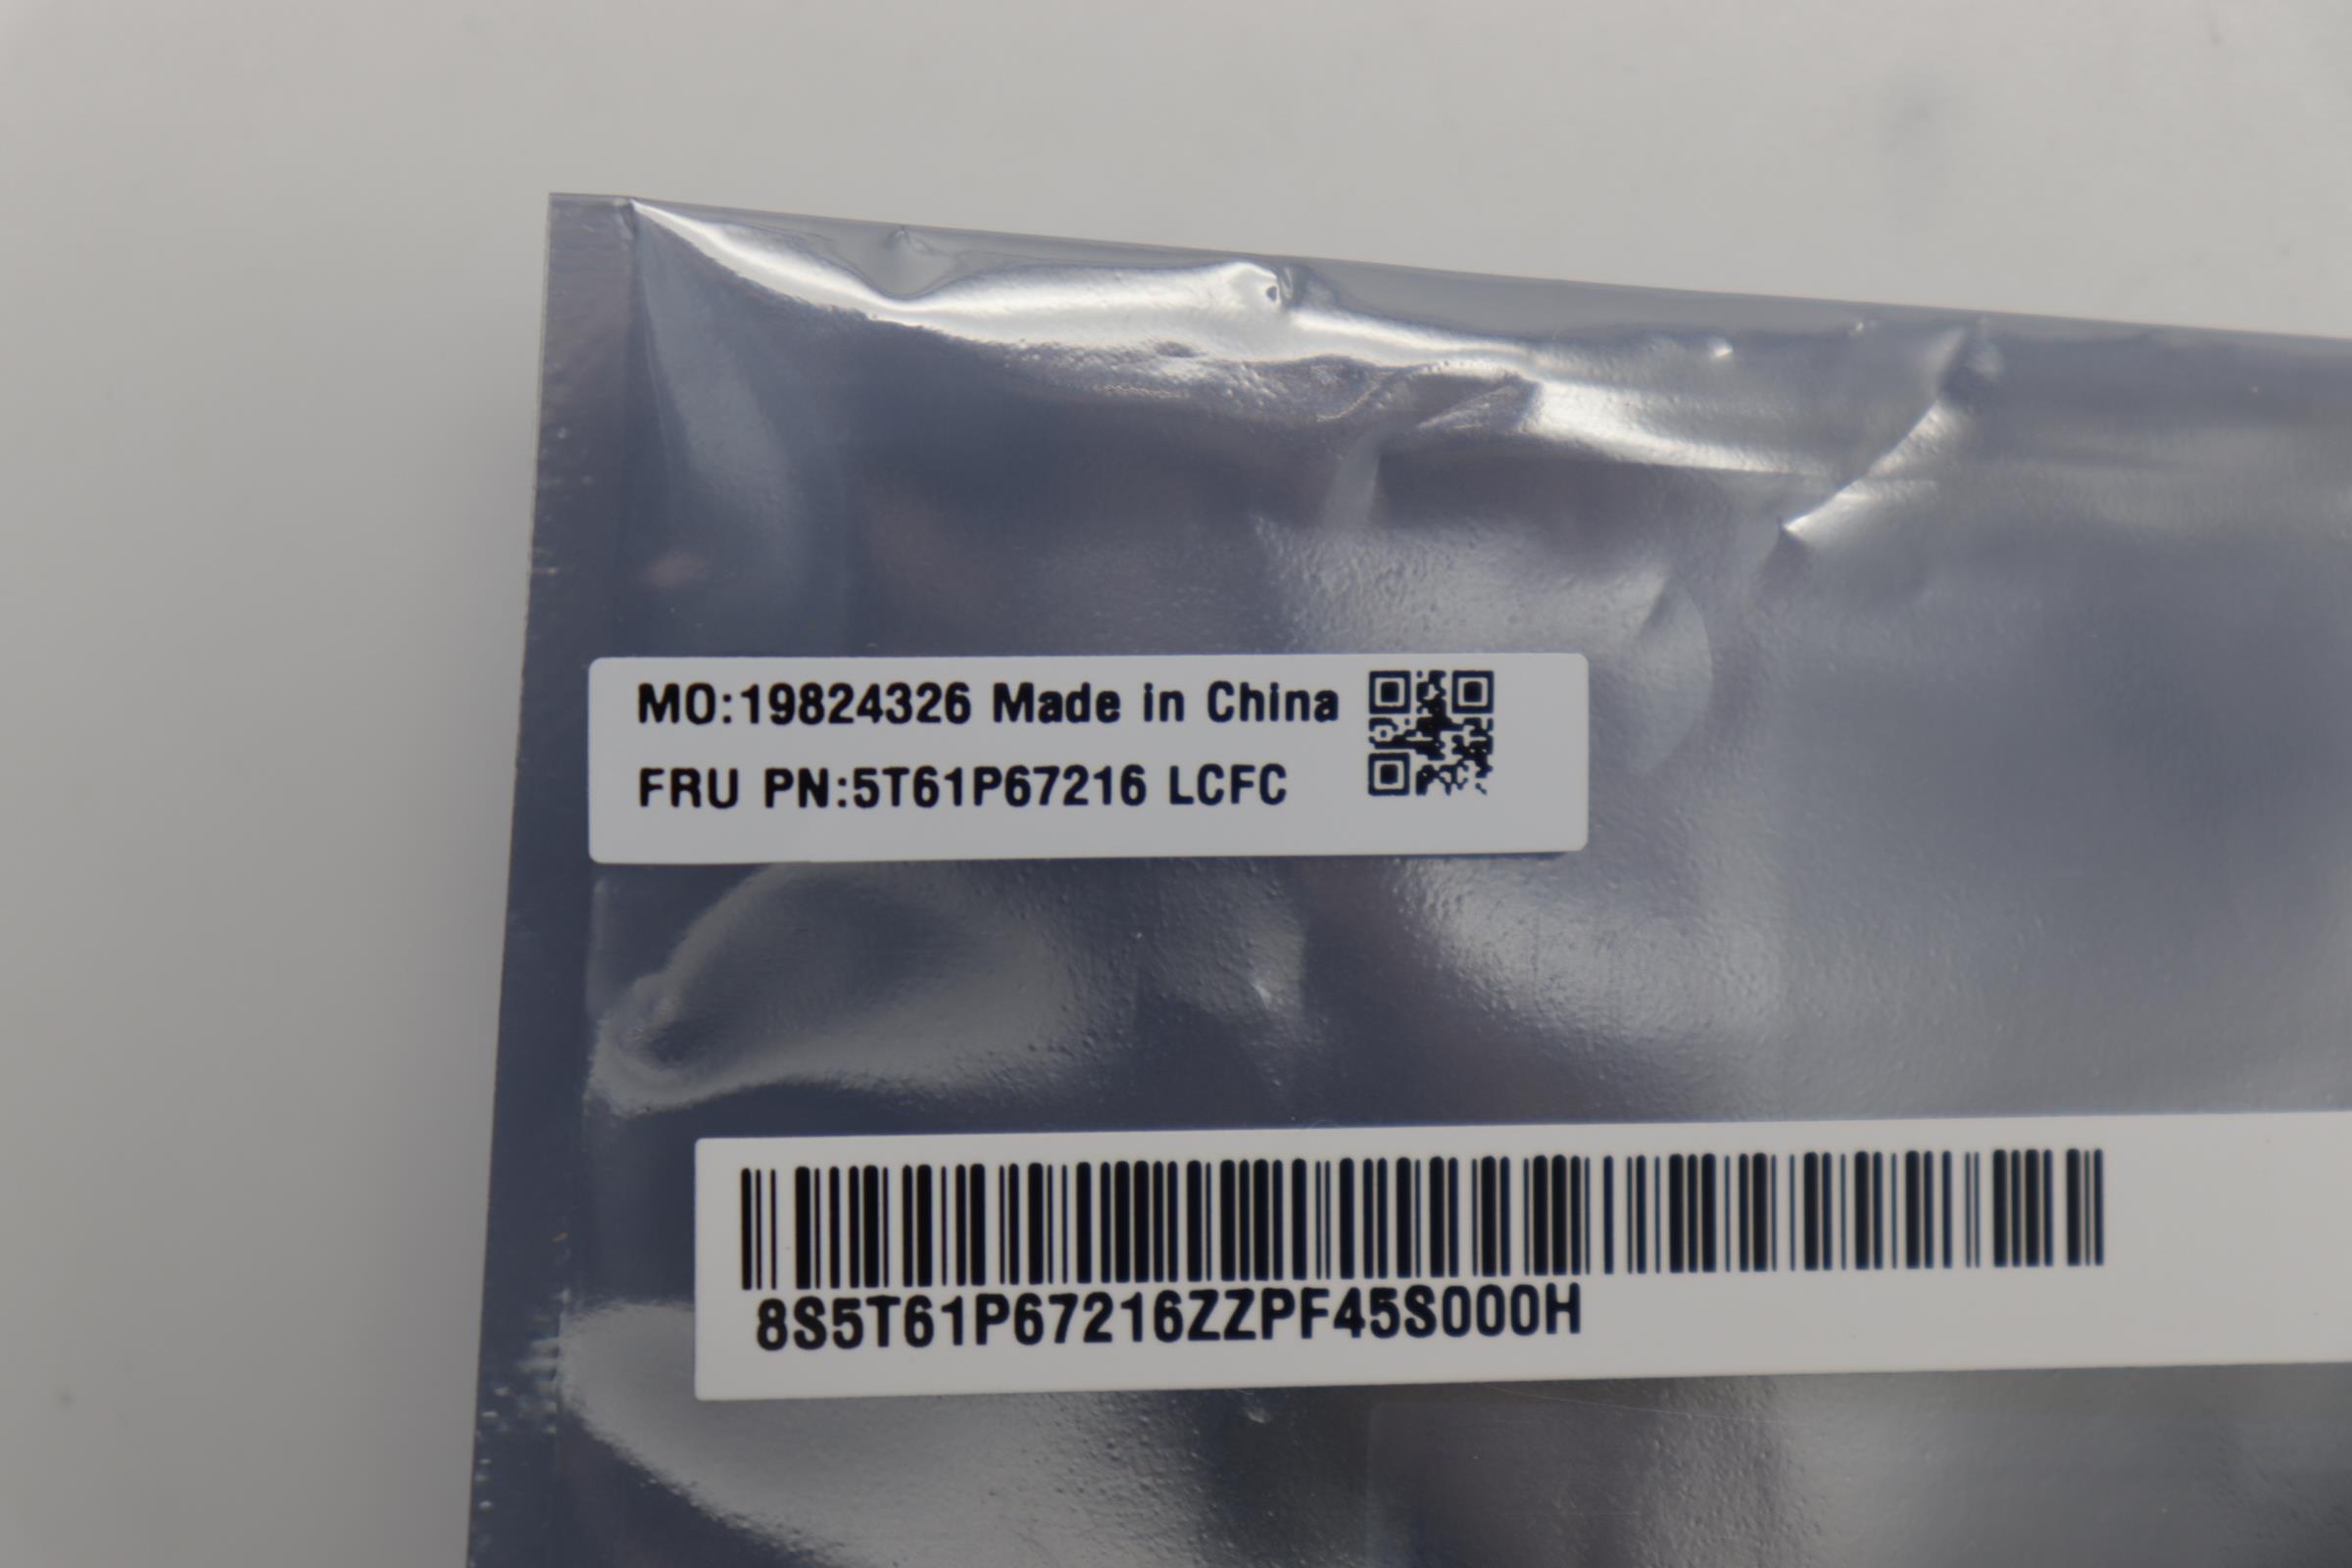 MO:19824326 Made in China
FRU PN:5T61P67216 LCFC
8S5T61P67216ZZPF45S000H